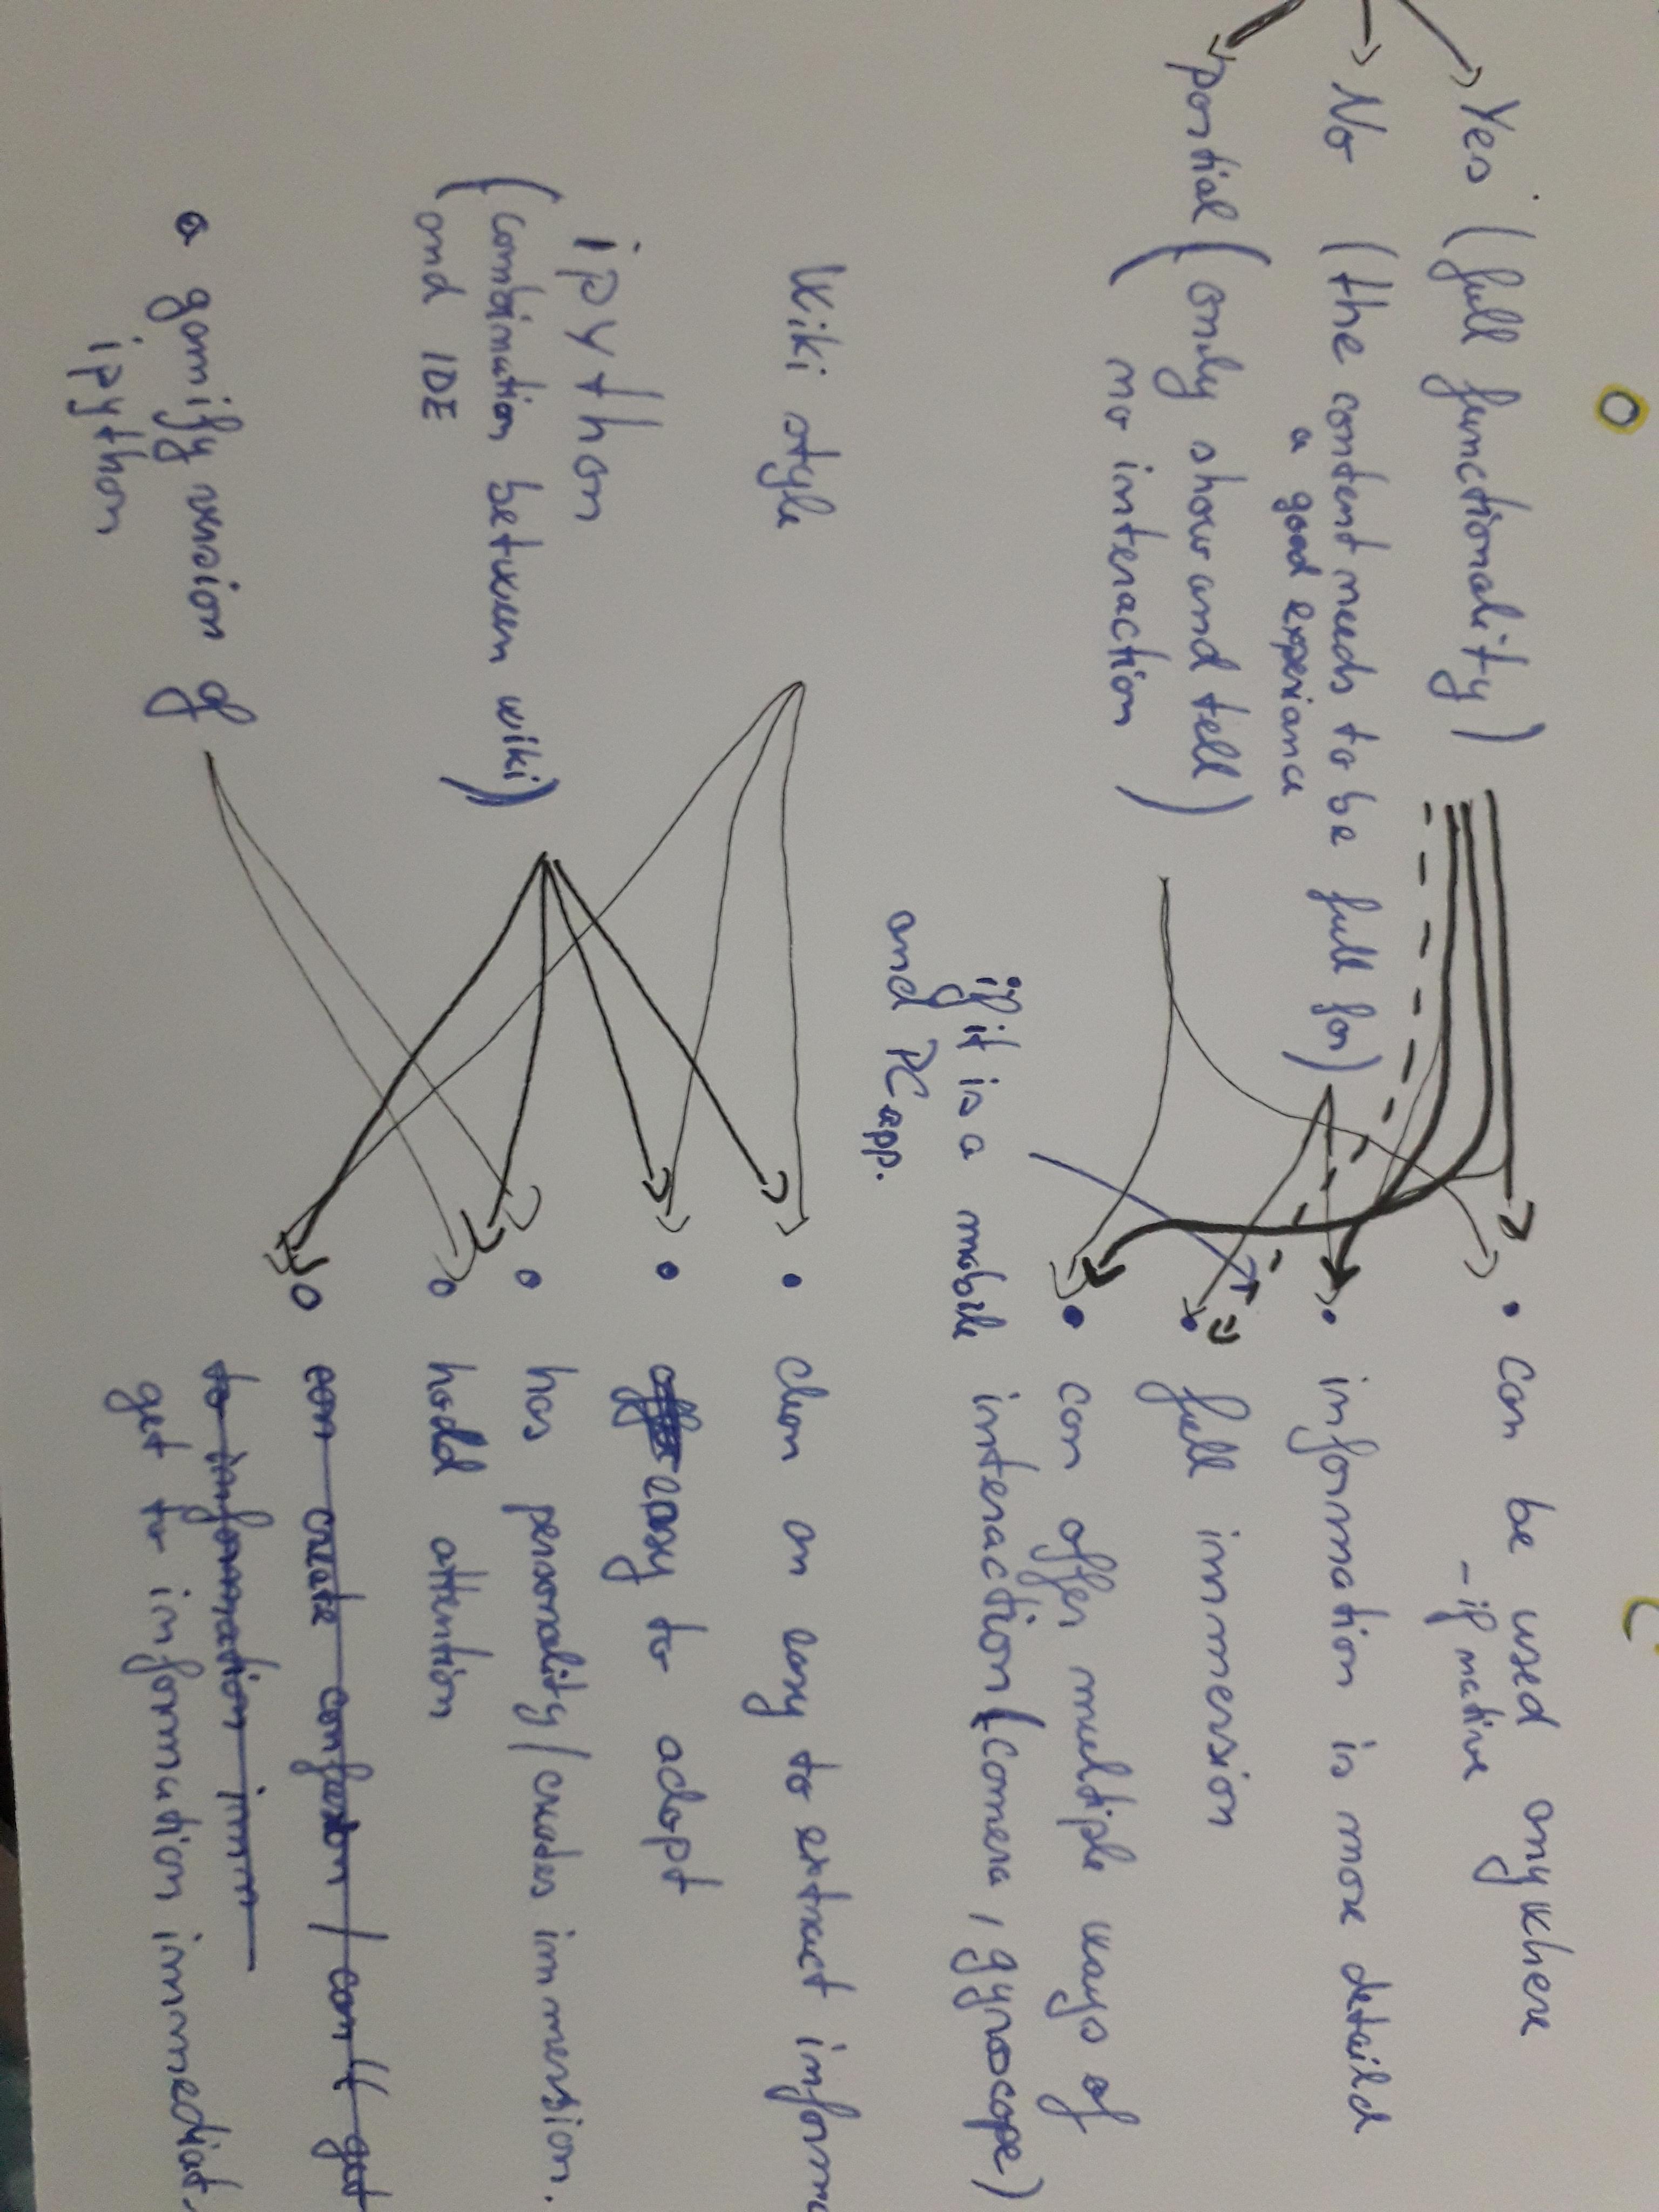 O
Yes (full functionality)
No (the content needs to be full for)
a good experiance
partial (only show and tell)
no interaction)
• can be used anywhere
- if native
• information is more detaild
• full immersion
• can offer multiple ways of
interaction (camera, gyroscope)
if it is a mobile
and PC app.
Wiki style
ipython
(combination between wiki)
and IDE
a gamify version of
ipython
• clean an easy to extract inform
• easy to adopt
• has personality/creates immersion.
• hold attention
o can create confusion / can't get
to information imm
get to information immediat.